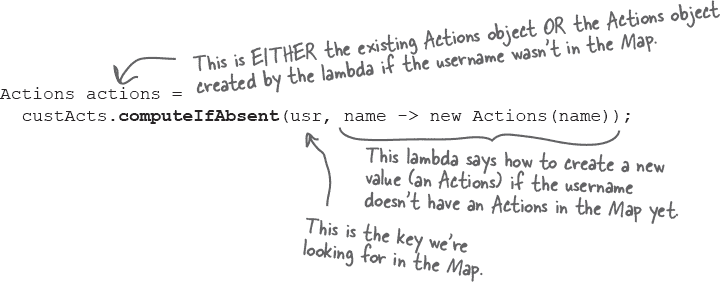 This is EITHER the existing Actions object OR the Actions object
created by the lambda if the username wasn't in the Map.
Actions actions =
custActs.computeIfAbsent(usr, name -> new Actions(name));
This lambda says how to create a new
value (an Actions) if the username
doesn't have an Actions in the Map yet.
This is the key we're
looking for in the Map.